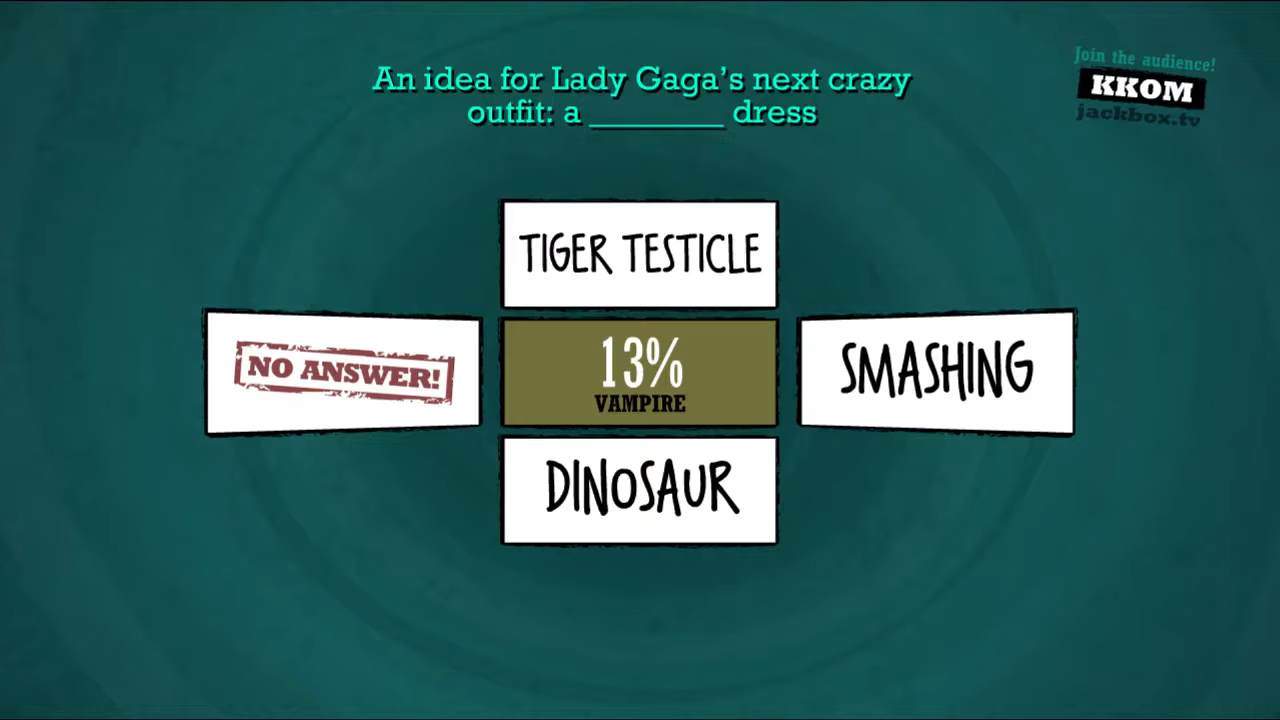 An idea for Lady Gaga's next crazy
outfit: a ________ dress
Join the audience!
KKOM
jackbox.tv
TIGER TESTICLE
NO ANSWER!
13%
VAMPIRE
SMASHING
DINOSAUR